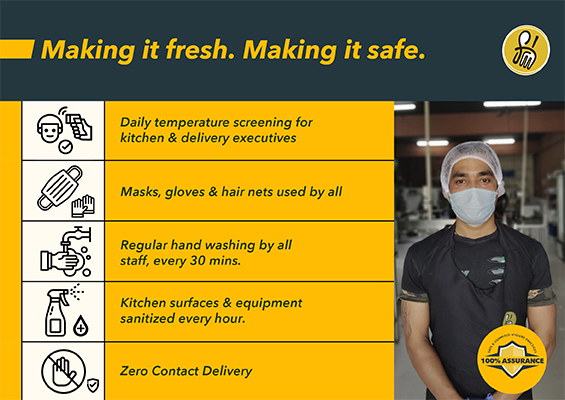 Making it fresh. Making it safe.
Daily temperature screening for
kitchen & delivery executives
Masks, gloves & hair nets used by all
Regular hand washing by all
staff, every 30 mins.
Kitchen surfaces & equipment
sanitized every hour.
Zero Contact Delivery
100% ASSURANCE